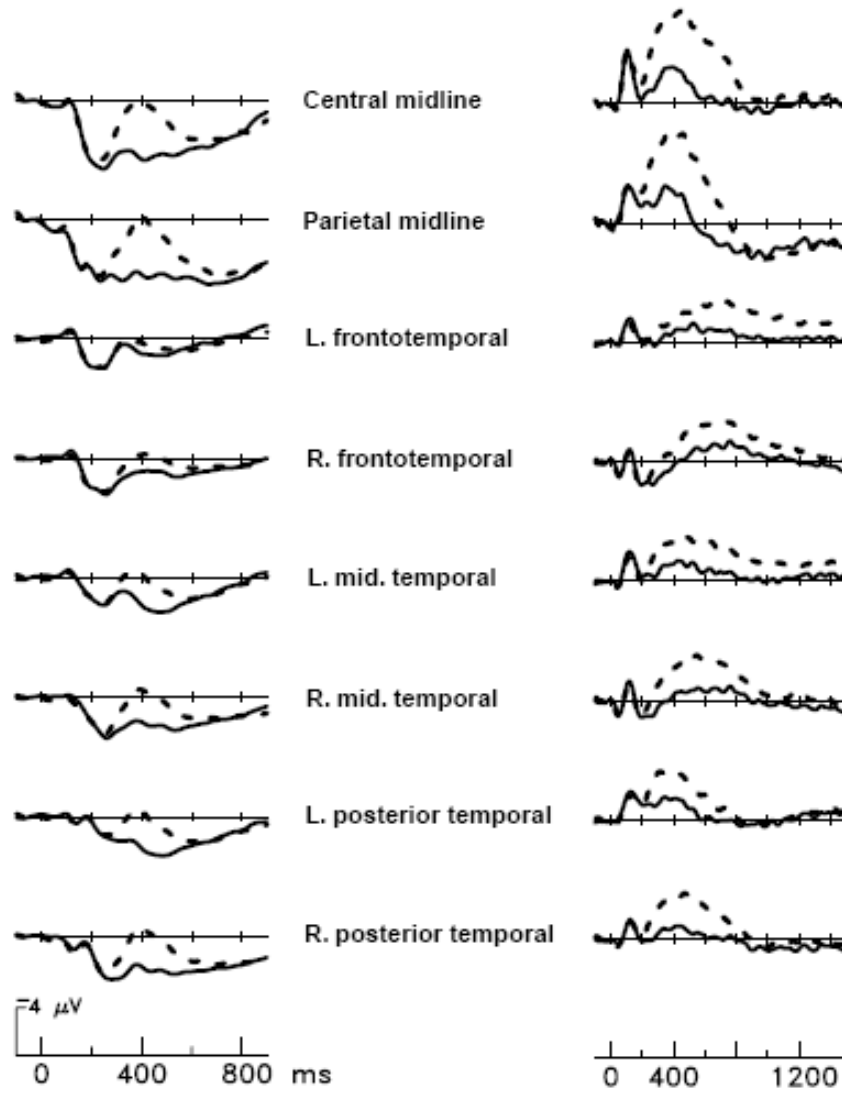 Central midline
Parietal midline
L. frontotemporal
R. frontotemporal
L. mid. temporal
R. mid. temporal
L. posterior temporal
R. posterior temporal
−4 μV
0 400 800 ms
0 400 1200